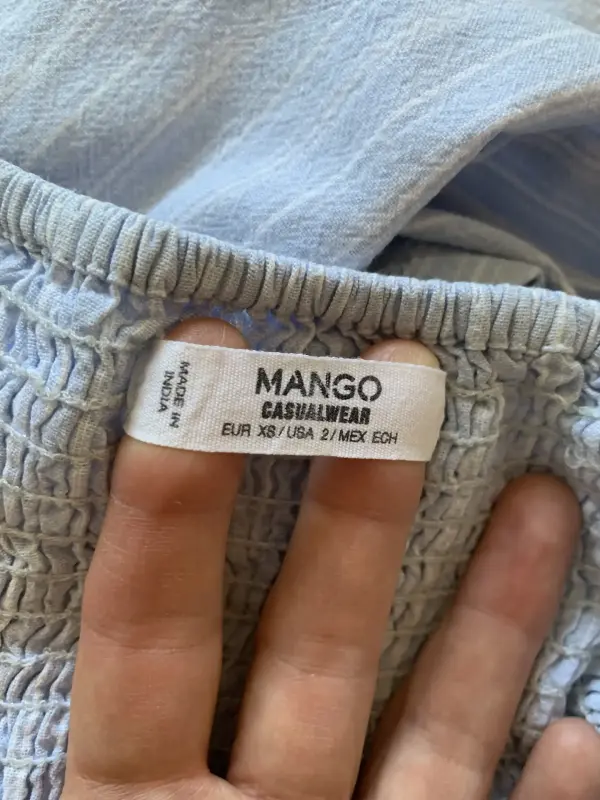 MADE IN
INDIA
MANGO
CASUALWEAR
EUR XS / USA 2 / MEX ECH